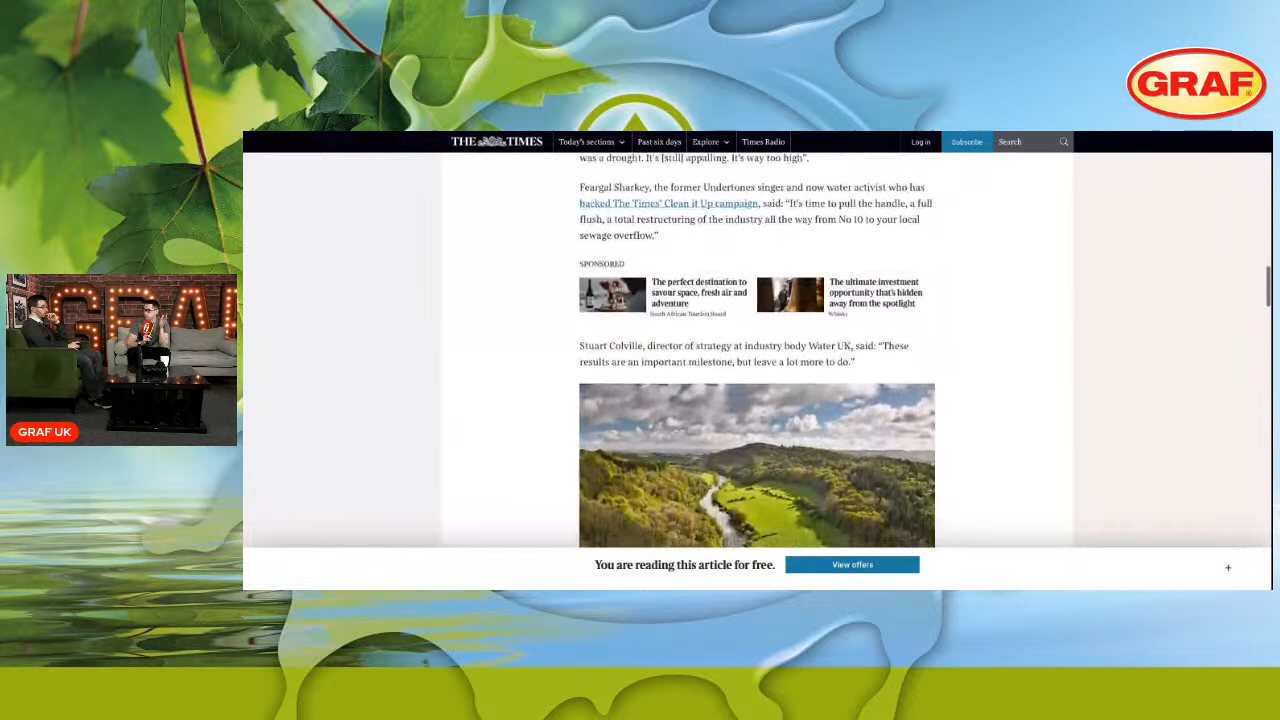 GRAF
THE TIMES
Today's sections
Past six days
Explore
Times Radio
Log in
Subscribe
Search
was a drought. It's [still] appalling. It's way too high".
Feargal Sharkey, the former Undertones singer and now water activist who has
backed The Times' Clean it Up campaign, said: “It's time to pull the handle, a full
flush, a total restructuring of the industry all the way from No 10 to your local
sewage overflow.”
SPONSORED
The perfect destination to
savour space, fresh air and
adventure
South African Tourism Board
The ultimate investment
opportunity that's hidden
away from the spotlight
Whisky
Stuart Colville, director of strategy at industry body Water UK, said: “These
results are an important milestone, but leave a lot more to do.”
GRAF UK
You are reading this article for free.
View offers
+